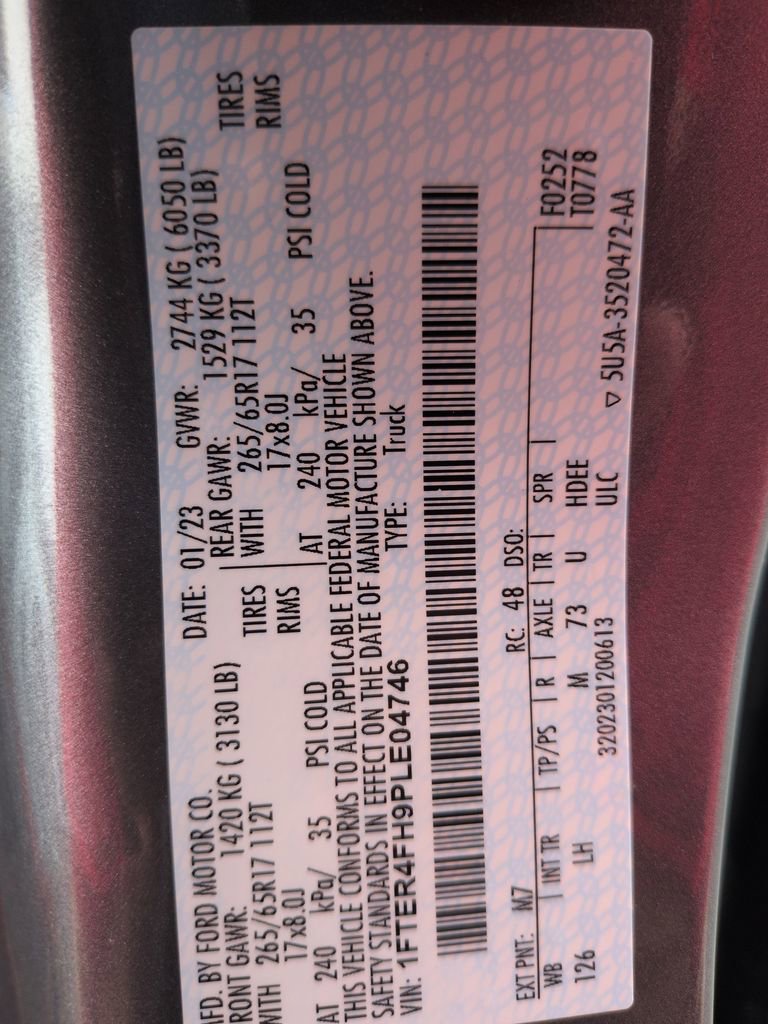 MFD. BY FORD MOTOR CO. DATE: 01/23 GVWR: 2744 KG ( 6050 LB)
FRONT GAWR: 1420 KG ( 3130 LB) REAR GAWR: 1529 KG ( 3370 LB)
WITH 265/65R17 112T TIRES WITH 265/65R17 112T TIRES
17x8.0J RIMS 17x8.0J RIMS
AT 240 kPa/ 35 PSI COLD AT 240 kPa/ 35 PSI COLD
THIS VEHICLE CONFORMS TO ALL APPLICABLE FEDERAL MOTOR VEHICLE
SAFETY STANDARDS IN EFFECT ON THE DATE OF MANUFACTURE SHOWN ABOVE.
VIN: 1FTER4FH9PLE04746 TYPE: Truck
EXT PNT: M7 RC: 48 DSO: F0252
WB INT TR TP/PS R AXLE TR SPR T0778
126 LH M 73 U HDEE
3202301200613 ULC ▽ 5U5A-3520472-AA